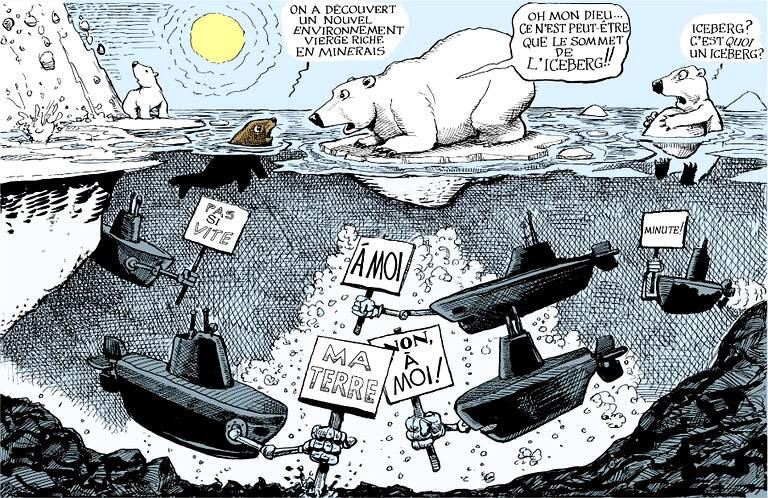 ON A DÉCOUVERT
UN NOUVEL
ENVIRONNEMENT
VIERGE RICHE
EN MINERAIS
OH MON DIEU...
CE N'EST PEUT-ÊTRE
QUE LE SOMMET
DE
L'ICEBERG!!
ICEBERG?
C'EST QUOI
UN ICEBERG?
PAS
SI
VITE
Á MOI
MINUTE!
MA
TERRE
NON,
À
MOI!